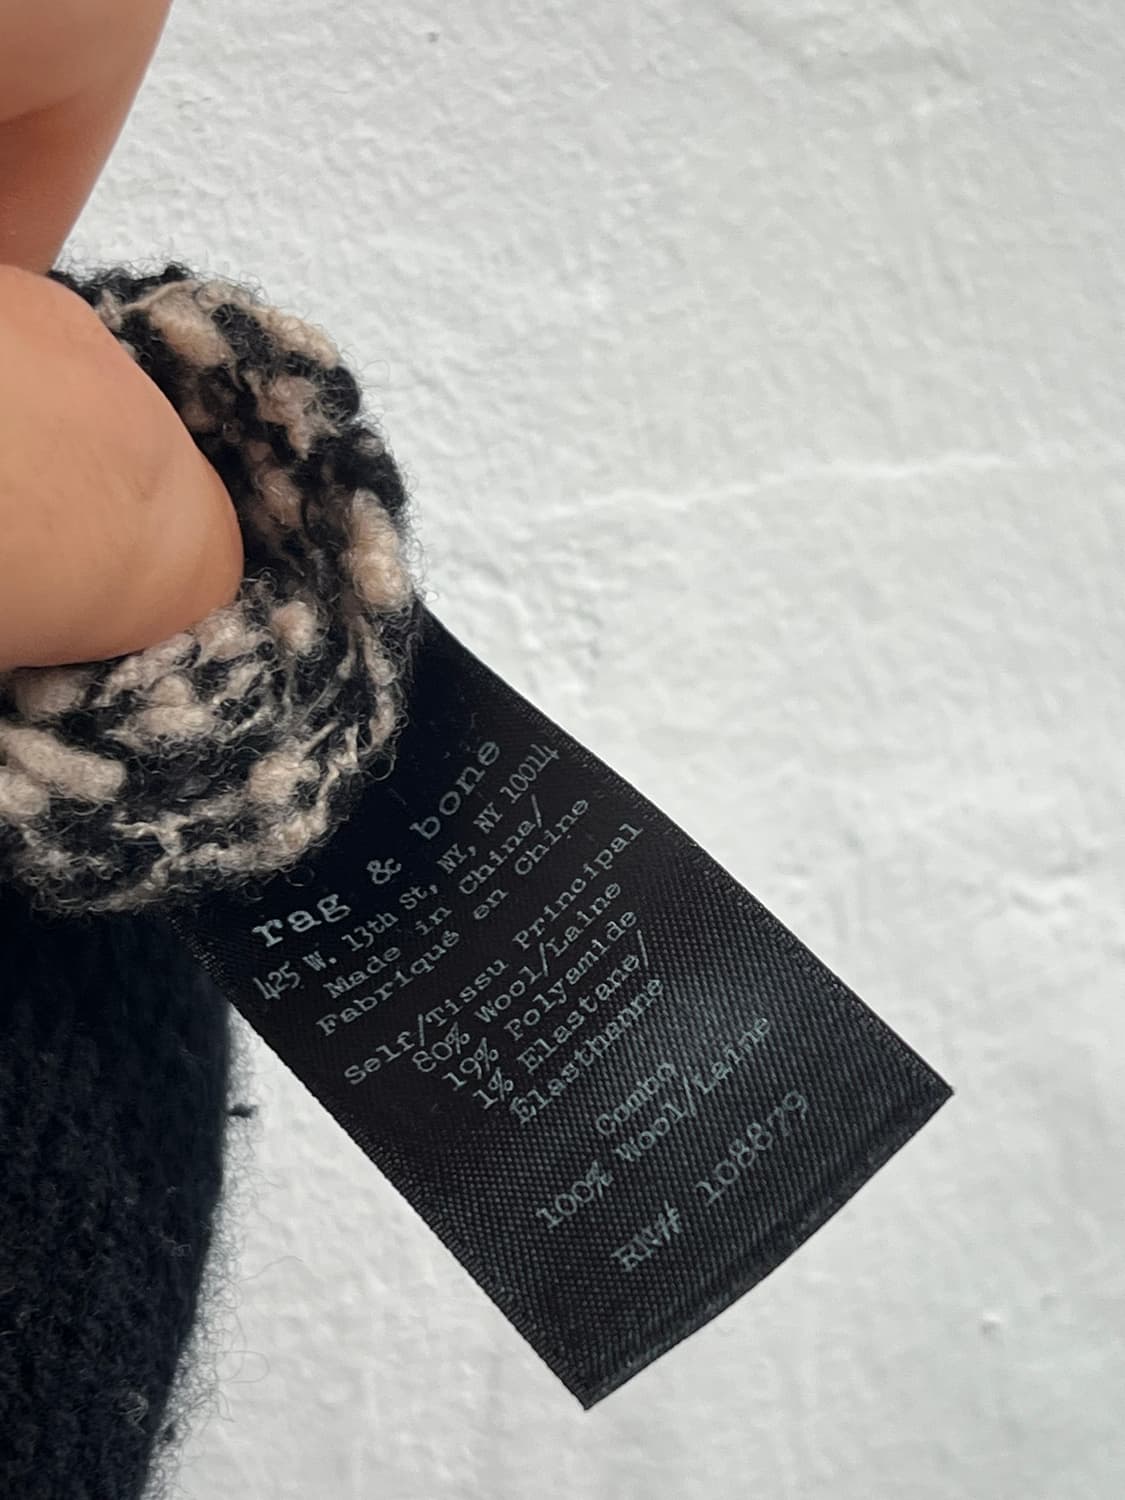 rag & bone
425 W. 13th St, NY, NY 10014
Made in China/
Fabriqué en Chine
Self/Tissu Principal
80% Wool/Laine
19% Polyamide
1% Elastane/
Élasthanne
Combo
100% Wool/Laine
RN# 108879